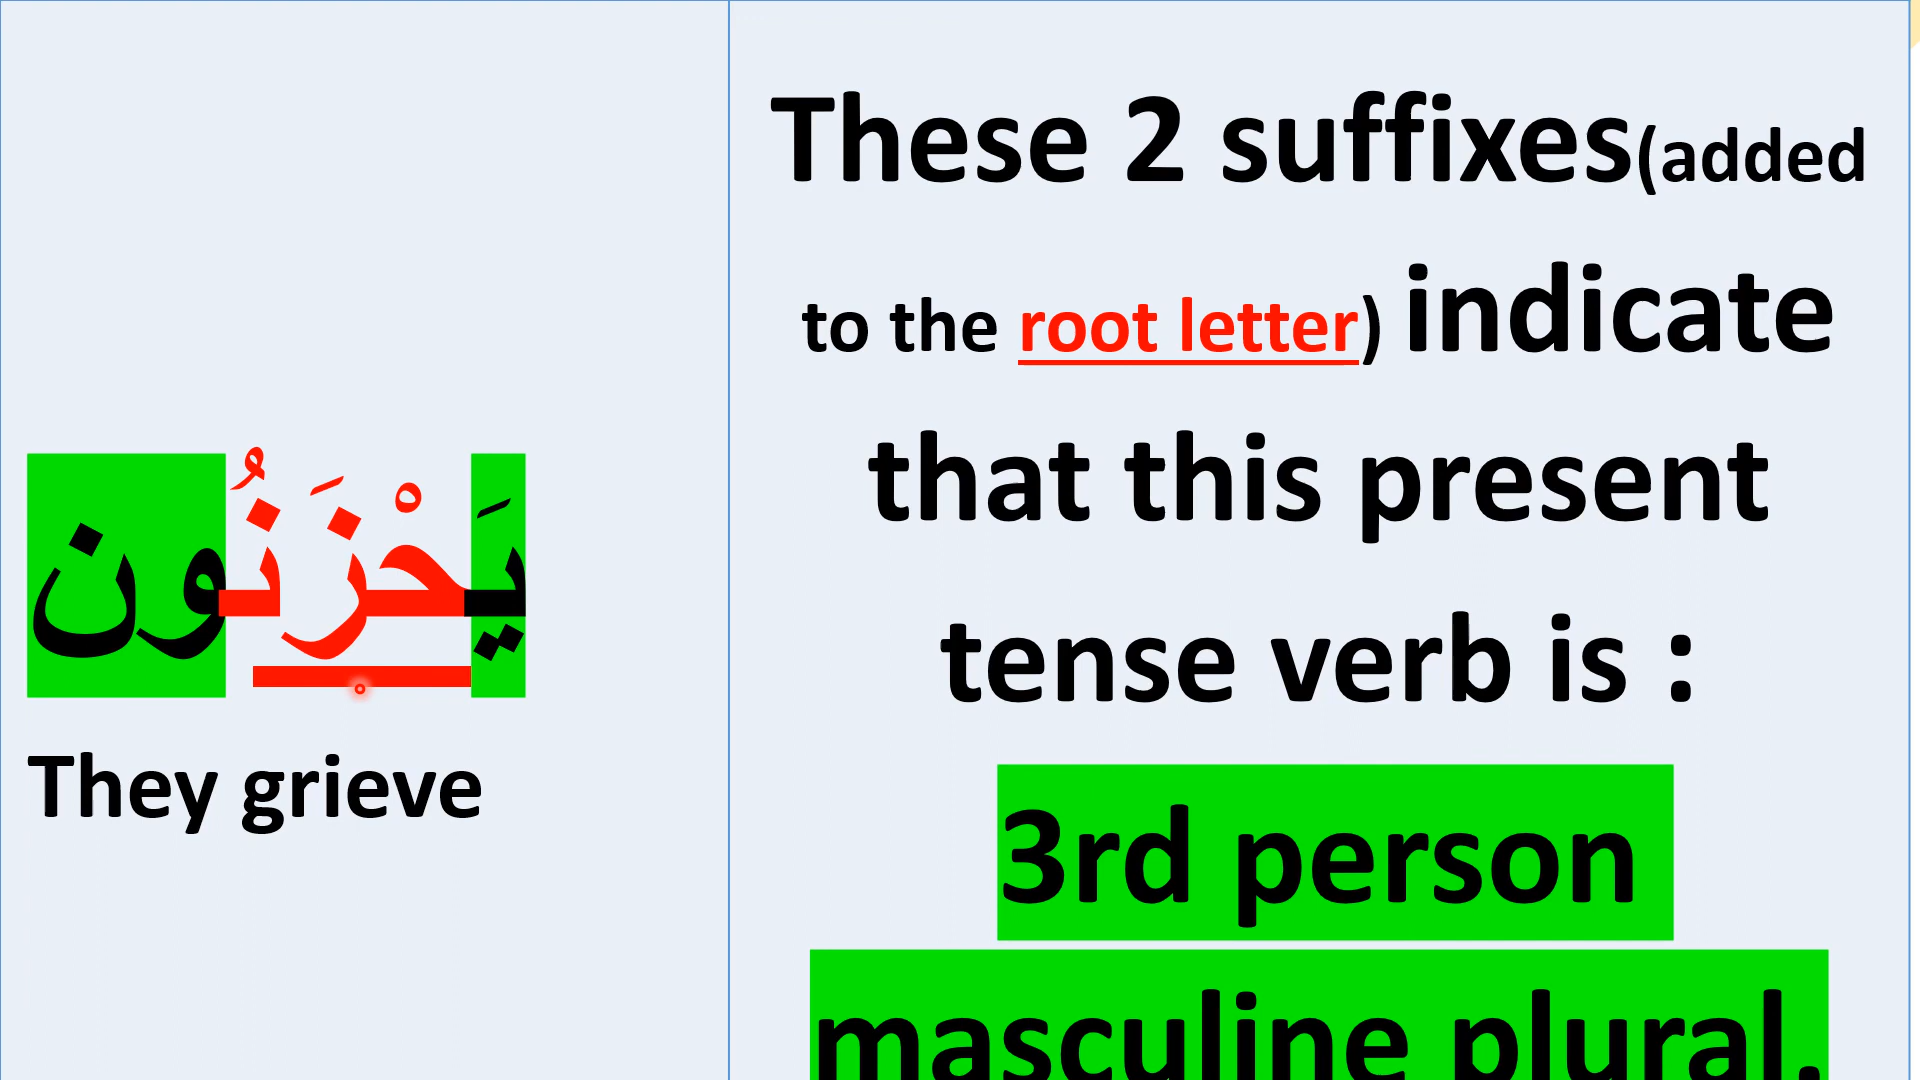 يَحْزَنُون
They grieve
These 2 suffixes(added
to the root letter) indicate
that this present
tense verb is :
3rd person
masculine plural.